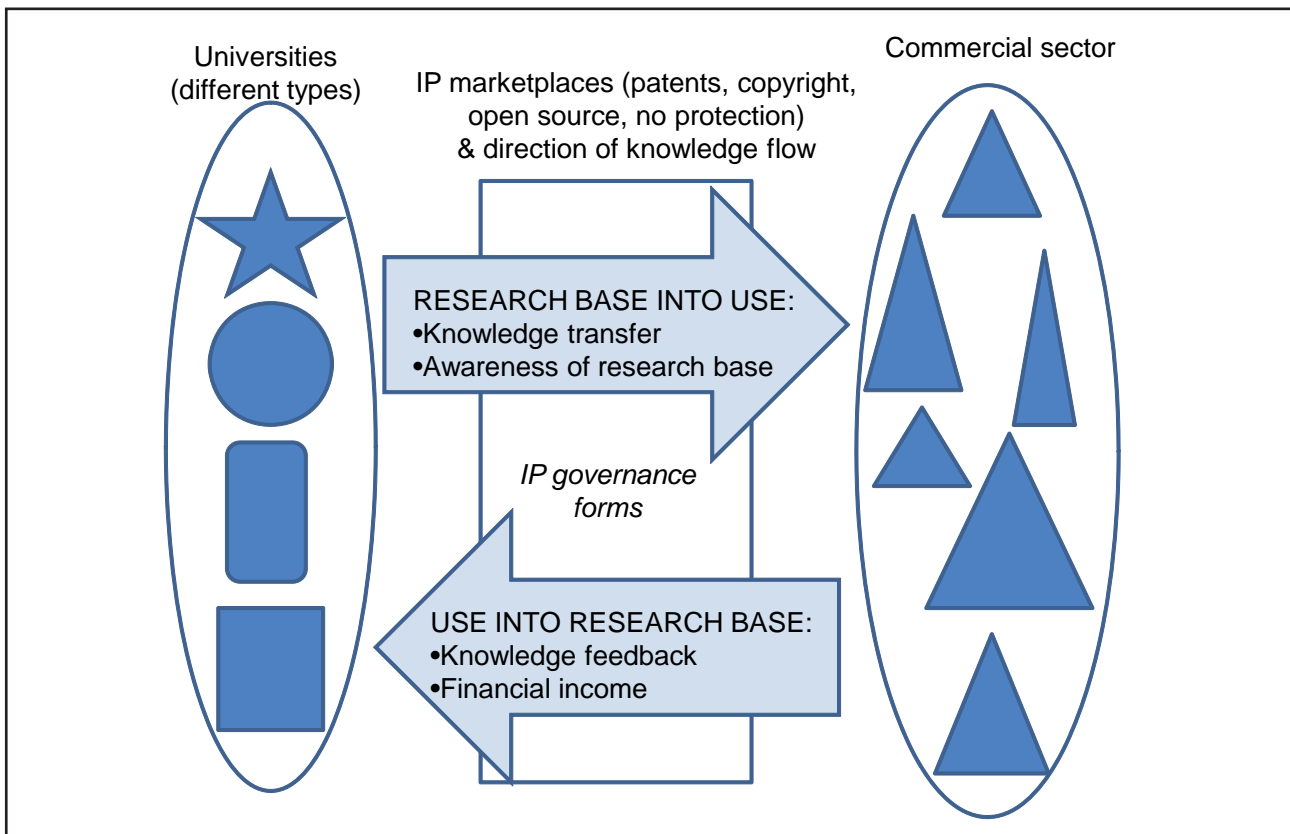 Universities
(different types)
IP marketplaces (patents, copyright,
open source, no protection)
& direction of knowledge flow
Commercial sector
RESEARCH BASE INTO USE:
•Knowledge transfer
•Awareness of research base
IP governance
forms
USE INTO RESEARCH BASE:
•Knowledge feedback
•Financial income